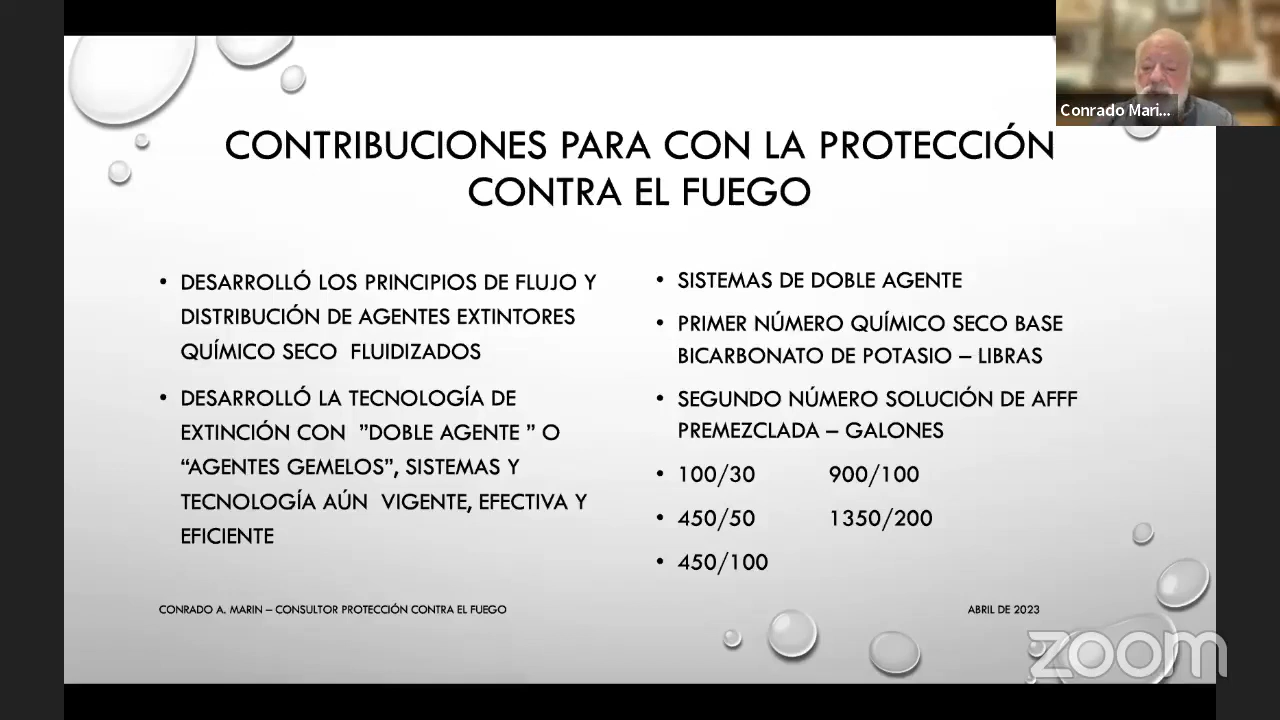 Conrado Mari...
CONTRIBUCIONES PARA CON LA PROTECCIÓN
CONTRA EL FUEGO
• DESARROLLÓ LOS PRINCIPIOS DE FLUJO Y
DISTRIBUCIÓN DE AGENTES EXTINTORES
QUÍMICO SECO FLUIDIZADOS
• DESARROLLÓ LA TECNOLOGÍA DE
EXTINCIÓN CON ”DOBLE AGENTE ” O
“AGENTES GEMELOS”, SISTEMAS Y
TECNOLOGÍA AÚN VIGENTE, EFECTIVA Y
EFICIENTE
• SISTEMAS DE DOBLE AGENTE
• PRIMER NÚMERO QUÍMICO SECO BASE
BICARBONATO DE POTASIO – LIBRAS
• SEGUNDO NÚMERO SOLUCIÓN DE AFFF
PREMEZCLADA – GALONES
• 100/30 900/100
• 450/50 1350/200
• 450/100
CONRADO A. MARIN – CONSULTOR PROTECCIÓN CONTRA EL FUEGO
ABRIL DE 2023
zoom